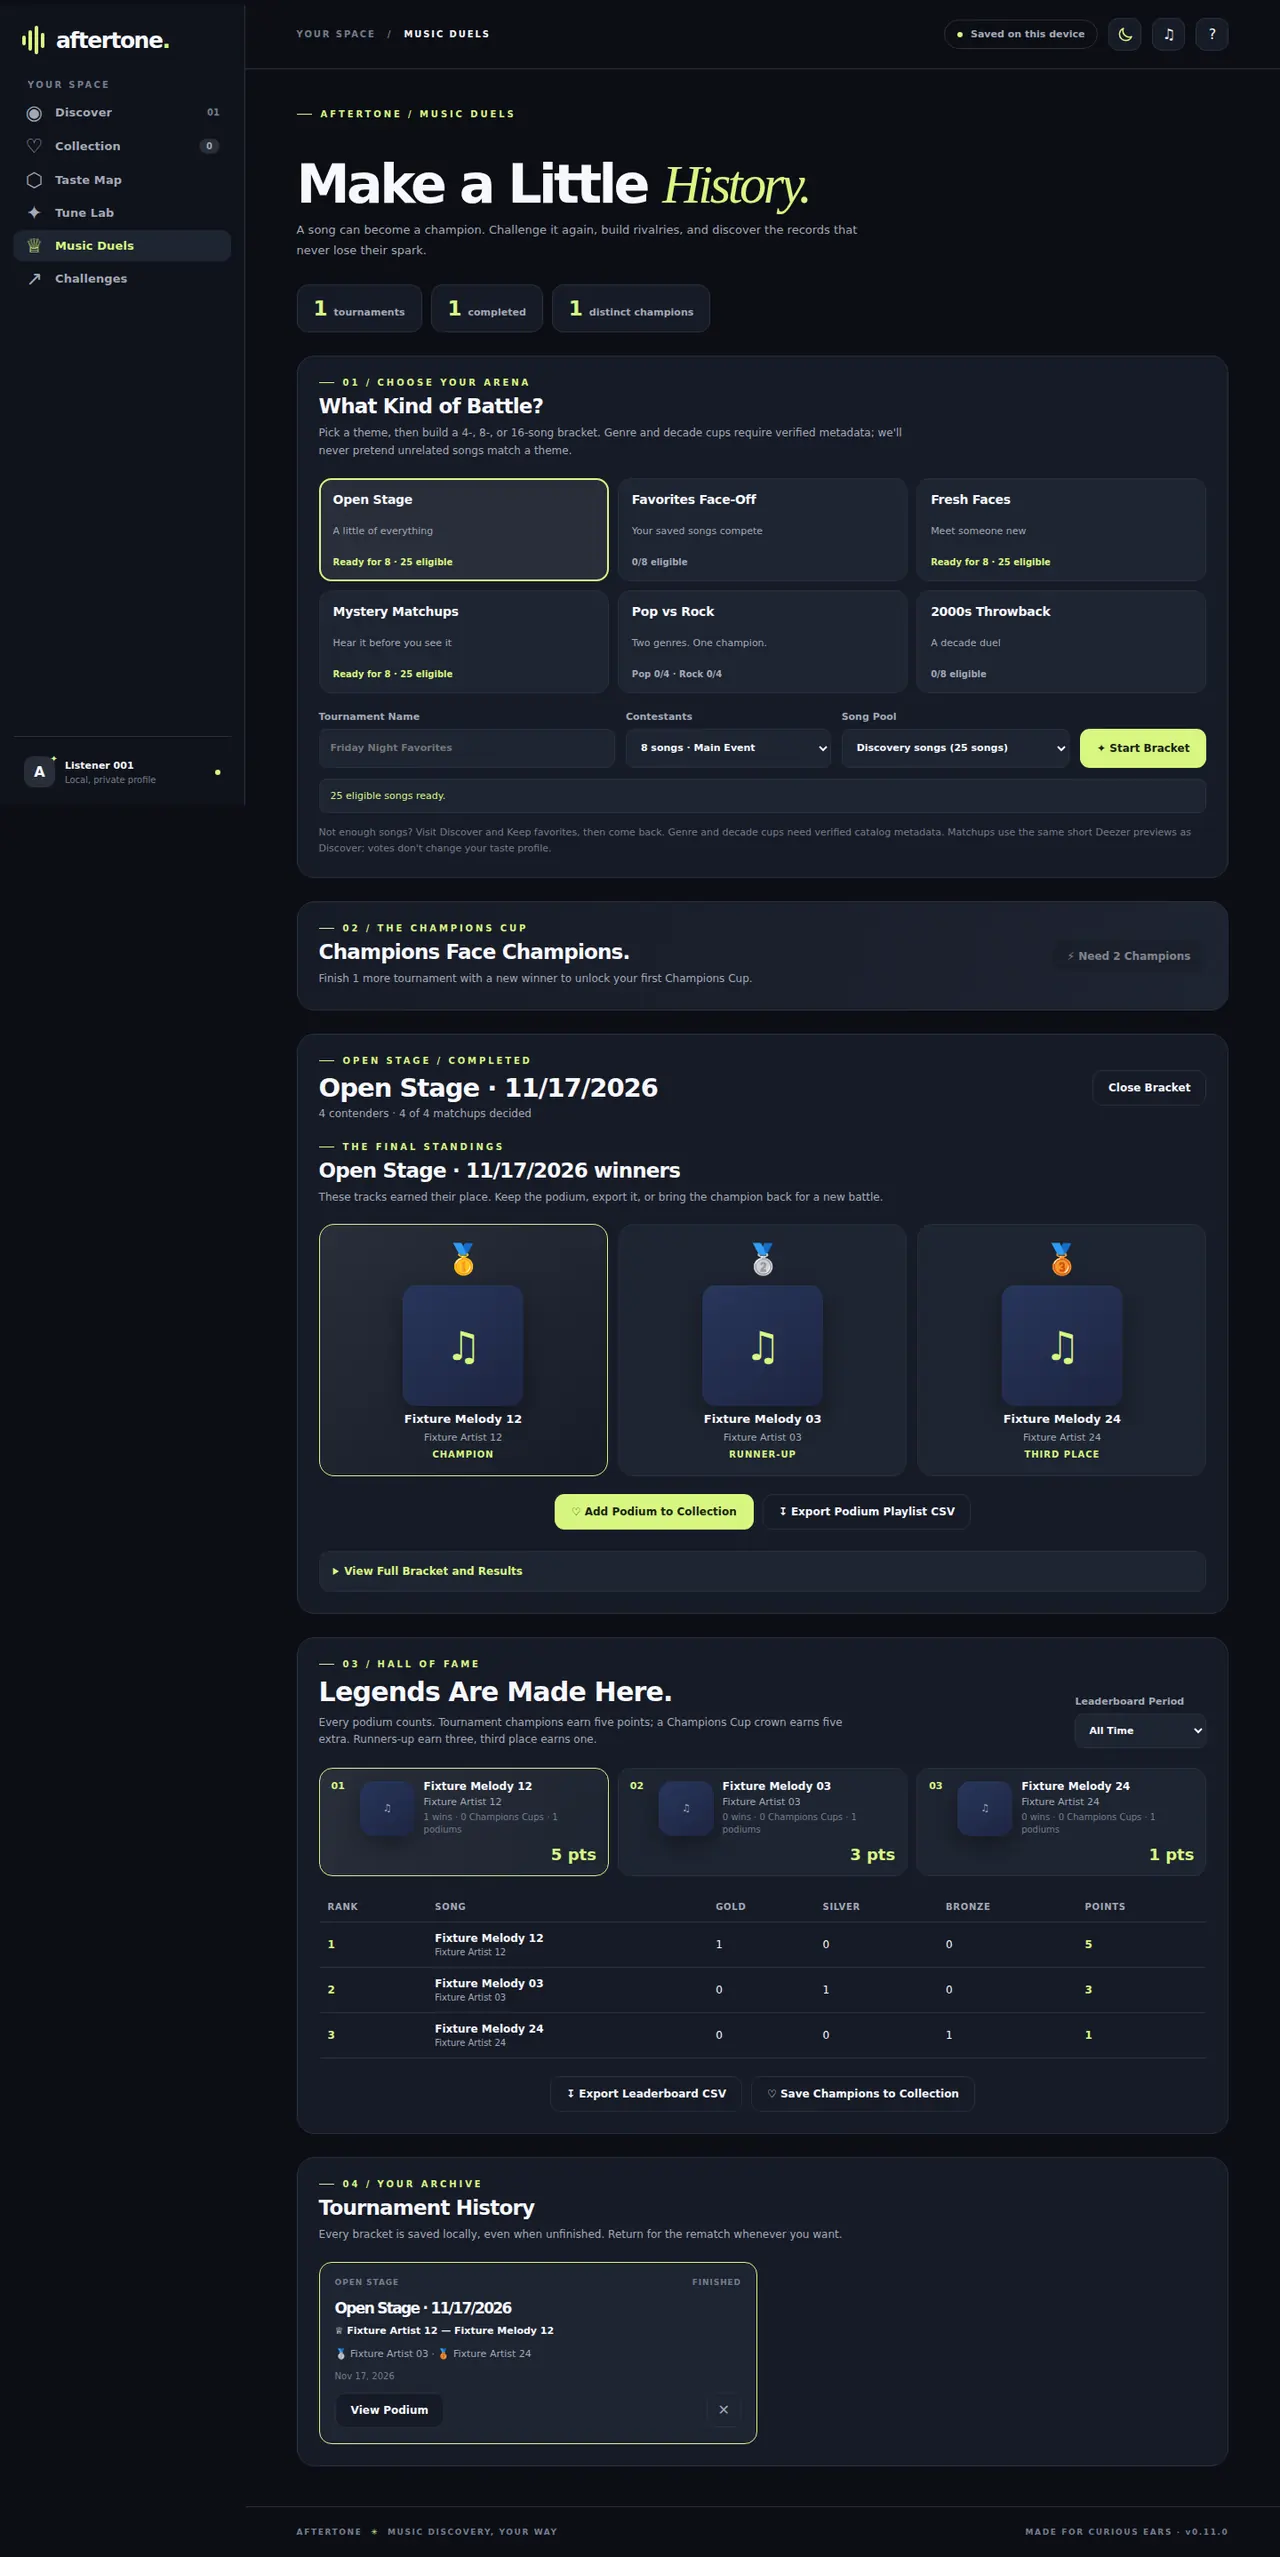 aftertone.
YOUR SPACE
Discover 01
Collection 0
Taste Map
Tune Lab
Music Duels
Challenges
A
Listener 001
Local, private profile
YOUR SPACE / MUSIC DUELS
Saved on this device
?
AFTERTONE / MUSIC DUELS
Make a Little History.
A song can become a champion. Challenge it again, build rivalries, and discover the records that
never lose their spark.
1 tournaments
1 completed
1 distinct champions
01 / CHOOSE YOUR ARENA
What Kind of Battle?
Pick a theme, then build a 4-, 8-, or 16-song bracket. Genre and decade cups require verified metadata; we'll
never pretend unrelated songs match a theme.
Open Stage
A little of everything
Ready for 8 · 25 eligible
Favorites Face-Off
Your saved songs compete
0/8 eligible
Fresh Faces
Meet someone new
Ready for 8 · 25 eligible
Mystery Matchups
Hear it before you see it
Ready for 8 · 25 eligible
Pop vs Rock
Two genres. One champion.
Pop 0/4 · Rock 0/4
2000s Throwback
A decade duel
0/8 eligible
Tournament Name
Friday Night Favorites
Contestants
8 songs · Main Event
Song Pool
Discovery songs (25 songs)
✦ Start Bracket
25 eligible songs ready.
Not enough songs? Visit Discover and Keep favorites, then come back. Genre and decade cups need verified catalog metadata. Matchups use the same short Deezer previews as
Discover; votes don't change your taste profile.
02 / THE CHAMPIONS CUP
Champions Face Champions.
Finish 1 more tournament with a new winner to unlock your first Champions Cup.
⚡ Need 2 Champions
OPEN STAGE / COMPLETED
Open Stage · 11/17/2026
4 contenders · 4 of 4 matchups decided
Close Bracket
THE FINAL STANDINGS
Open Stage · 11/17/2026 winners
These tracks earned their place. Keep the podium, export it, or bring the champion back for a new battle.
🥇
Fixture Melody 12
Fixture Artist 12
CHAMPION
🥈
Fixture Melody 03
Fixture Artist 03
RUNNER-UP
🥉
Fixture Melody 24
Fixture Artist 24
THIRD PLACE
♡ Add Podium to Collection
↧ Export Podium Playlist CSV
▶ View Full Bracket and Results
03 / HALL OF FAME
Legends Are Made Here.
Every podium counts. Tournament champions earn five points; a Champions Cup crown earns five
extra. Runners-up earn three, third place earns one.
Leaderboard Period
All Time
01
Fixture Melody 12
Fixture Artist 12
1 wins · 0 Champions Cups · 1
podiums
5 pts
02
Fixture Melody 03
Fixture Artist 03
0 wins · 0 Champions Cups · 1
podiums
3 pts
03
Fixture Melody 24
Fixture Artist 24
0 wins · 0 Champions Cups · 1
podiums
1 pts
RANK SONG GOLD SILVER BRONZE POINTS
1 Fixture Melody 12 1 0 0 5
Fixture Artist 12
2 Fixture Melody 03 0 1 0 3
Fixture Artist 03
3 Fixture Melody 24 0 0 1 1
Fixture Artist 24
↧ Export Leaderboard CSV
♡ Save Champions to Collection
04 / YOUR ARCHIVE
Tournament History
Every bracket is saved locally, even when unfinished. Return for the rematch whenever you want.
OPEN STAGE FINISHED
Open Stage · 11/17/2026
♕ Fixture Artist 12 — Fixture Melody 12
🥈 Fixture Artist 03 · 🥉 Fixture Artist 24
Nov 17, 2026
View Podium ✕
AFTERTONE ✶ MUSIC DISCOVERY, YOUR WAY
MADE FOR CURIOUS EARS · v0.11.0